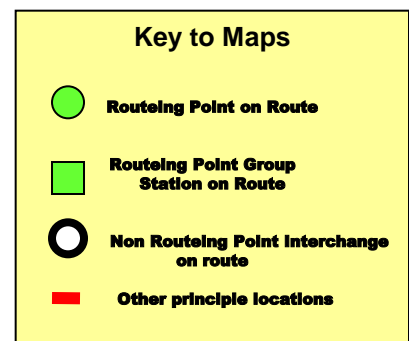 Key to Maps
Routeing Point on Route
Routeing Point Group
Station on Route
Non Routeing Point Interchange
on route
Other principle locations